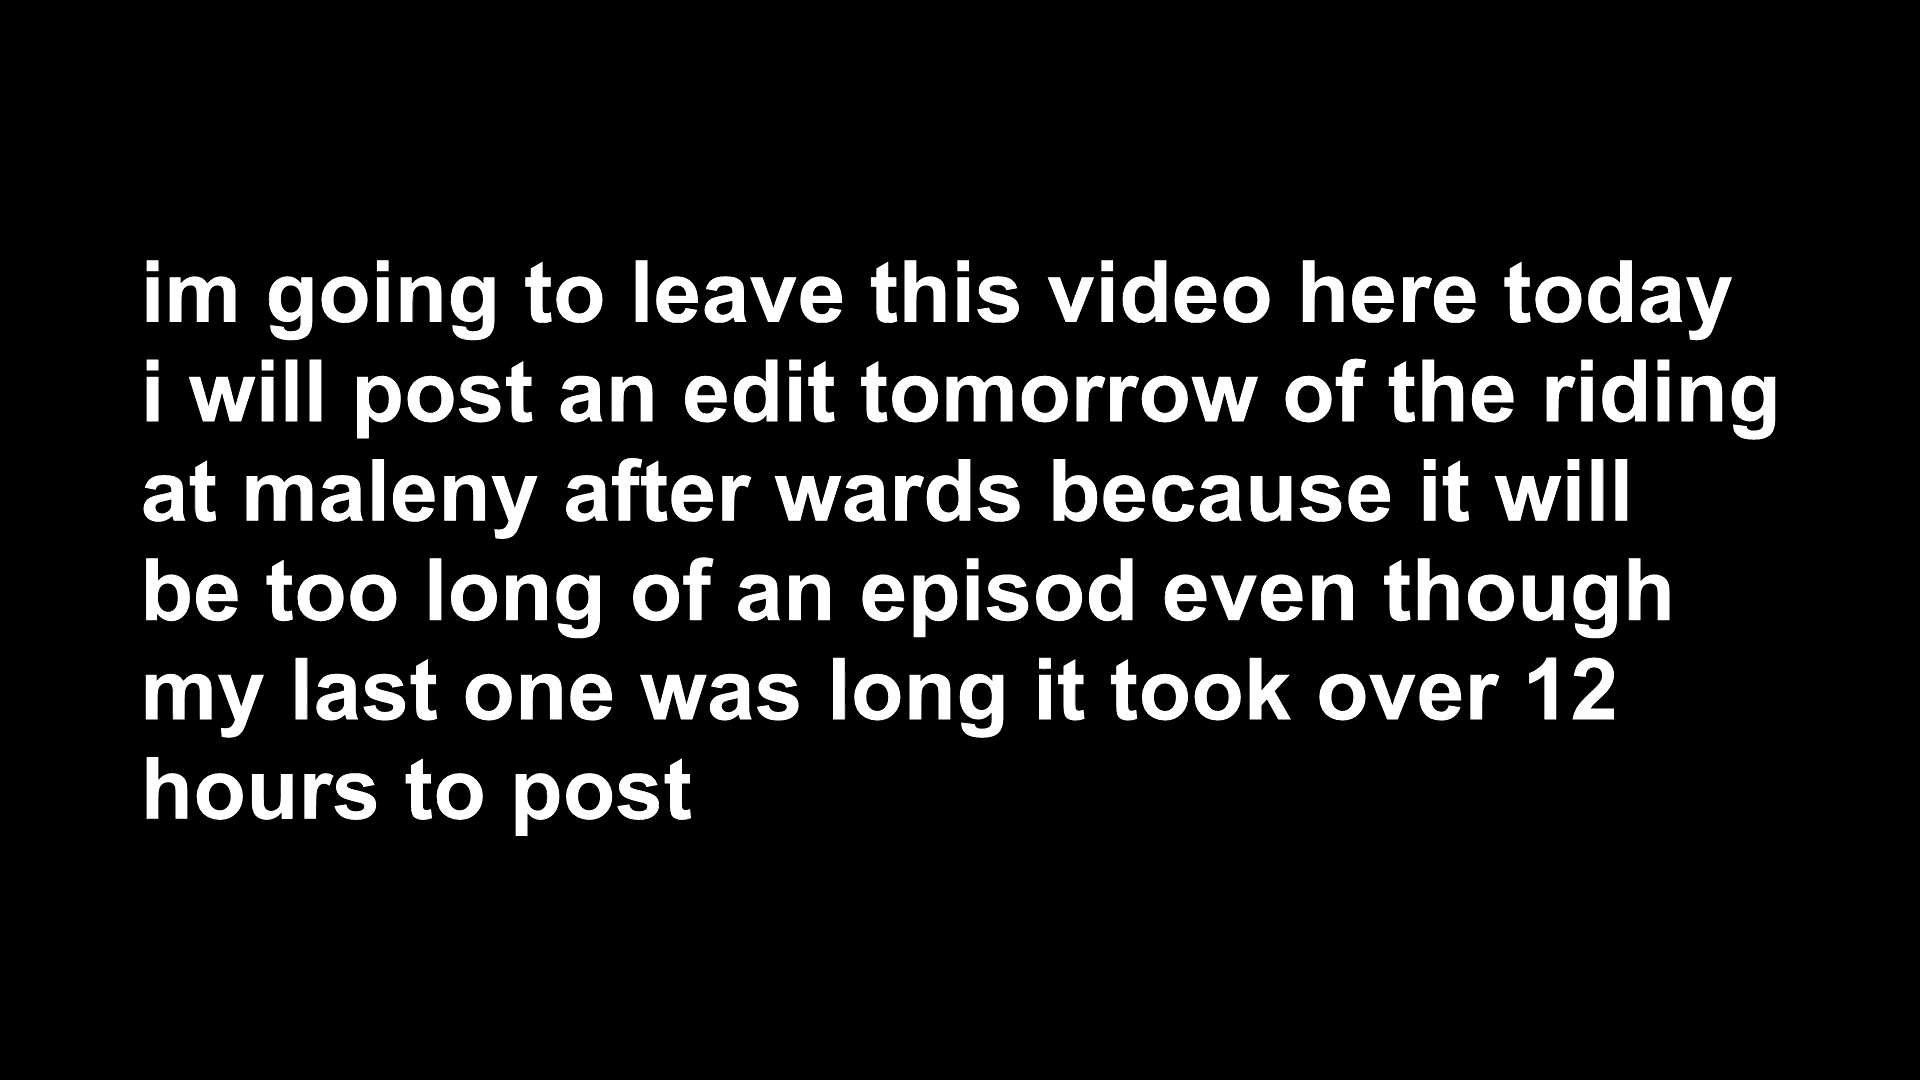 im going to leave this video here today
i will post an edit tomorrow of the riding
at maleny after wards because it will
be too long of an episod even though
my last one was long it took over 12
hours to post